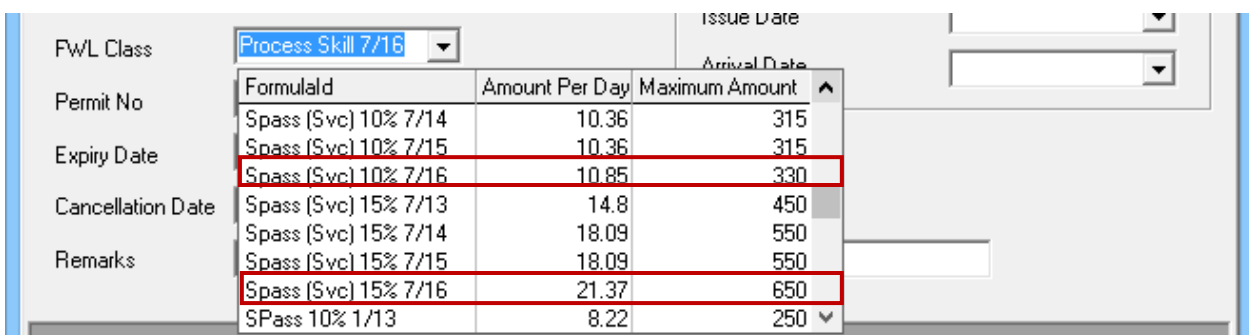 Issue Date
FWL Class
Process Skill 7/16
Arrival Date
FormulaId Amount Per Day Maximum Amount
Permit No
Spass (Svc) 10% 7/14 10.36 315
Spass (Svc) 10% 7/15 10.36 315
Expiry Date
Spass (Svc) 10% 7/16 10.85 330
Spass (Svc) 15% 7/13 14.8 450
Cancellation Date
Spass (Svc) 15% 7/14 18.09 550
Spass (Svc) 15% 7/15 18.09 550
Remarks
Spass (Svc) 15% 7/16 21.37 650
SPass 10% 1/13 8.22 250